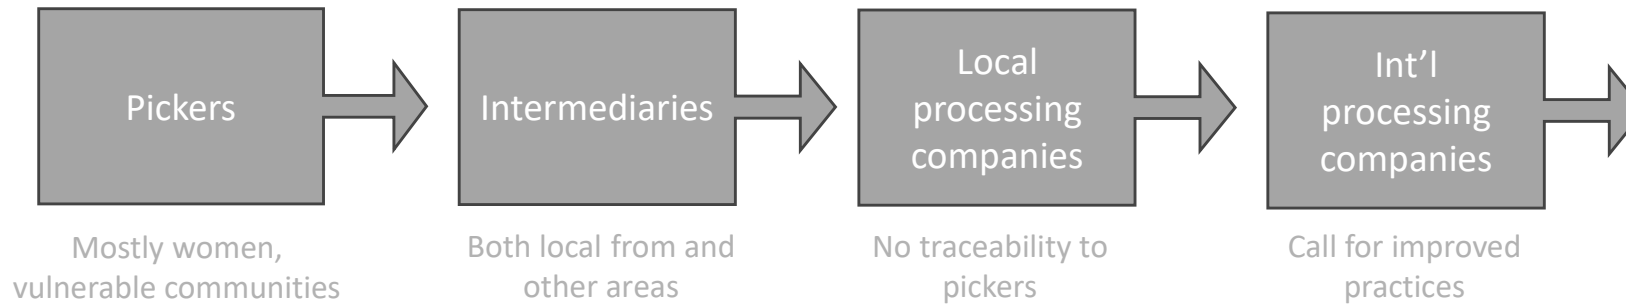 Pickers
Intermediaries
Local
processing
companies
Int'l
processing
companies
Mostly women,
vulnerable communities
Both local from and
other areas
No traceability to
pickers
Call for improved
practices